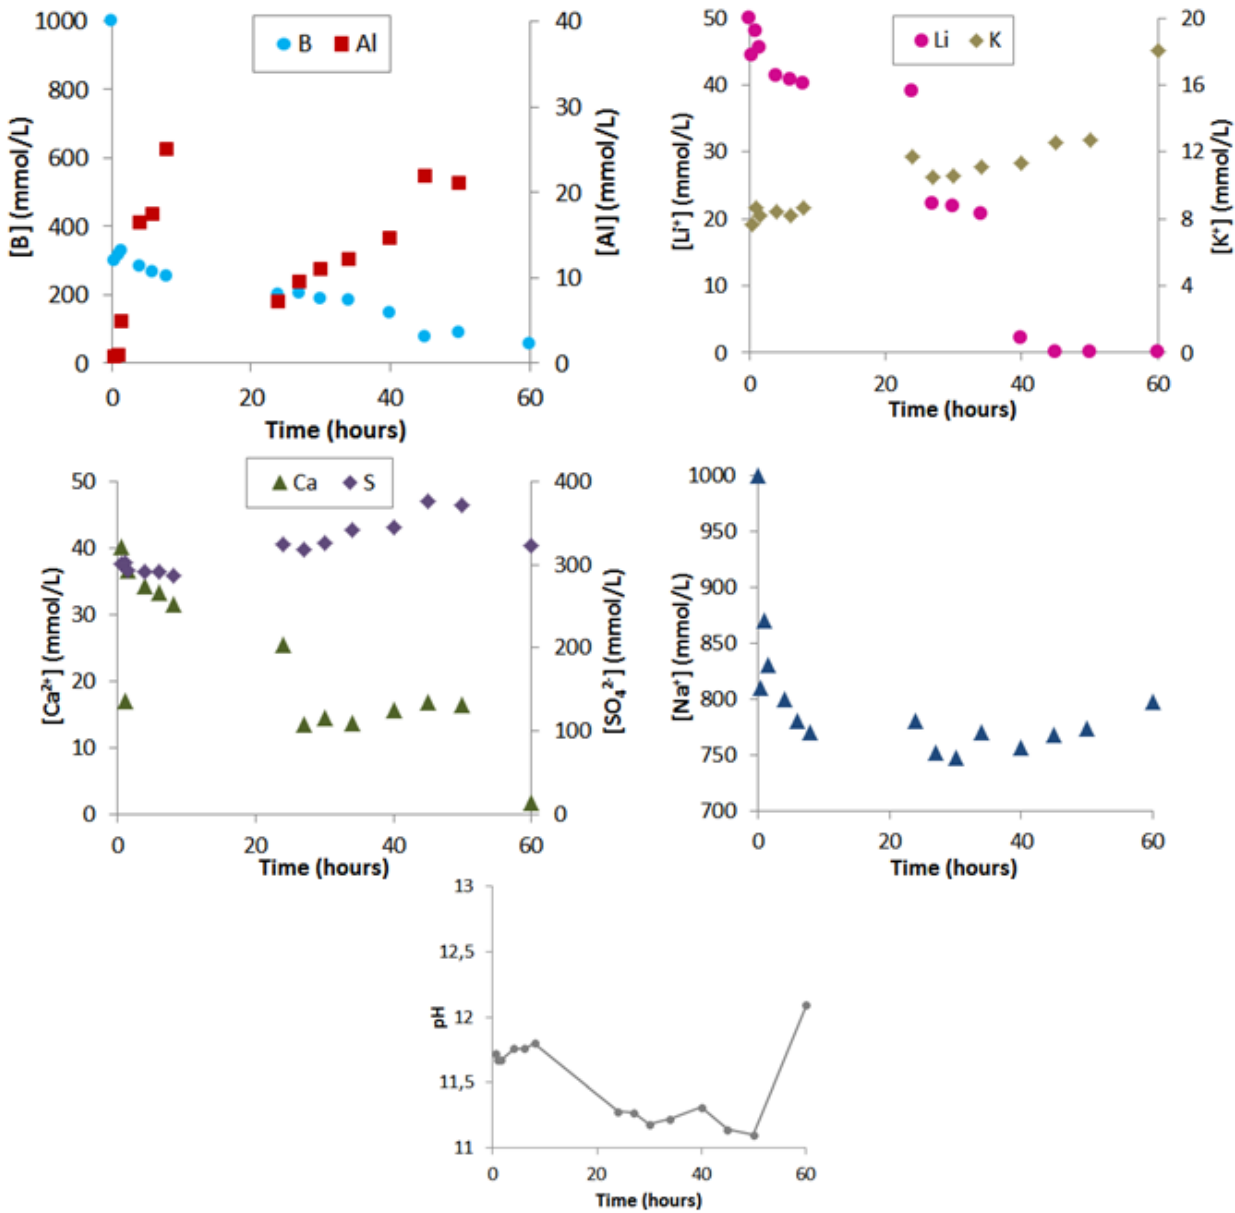 B Al
1000
800
600
400
200
0
[B] (mmol/L)
40
30
20
10
0
[Al] (mmol/L)
0 20 40 60
Time (hours)
Li K
50
40
30
20
10
0
[Li⁺] (mmol/L)
20
16
12
8
4
0
[K⁺] (mmol/L)
0 20 40 60
Time (hours)
Ca S
50
40
30
20
10
0
[Ca²⁺] (mmol/L)
400
300
200
100
0
[SO₄²⁻] (mmol/L)
0 20 40 60
Time (hours)
1000
950
900
850
800
750
700
[Na⁺] (mmol/L)
0 20 40 60
Time (hours)
13
12,5
12
11,5
11
pH
0 20 40 60
Time (hours)